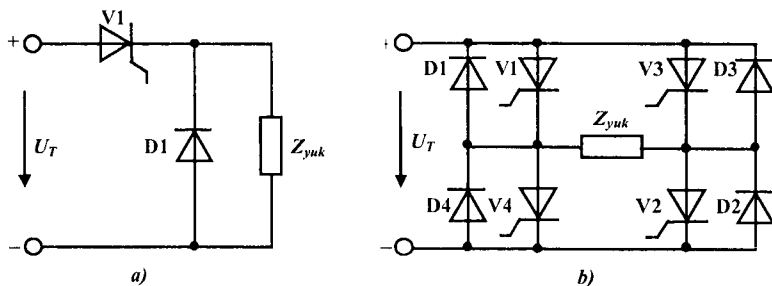 V1
+
U_T
D1
Z_yuk
−
a)
+
D1
V1
V3
D3
U_T
Z_yuk
D4
V4
V2
D2
−
b)